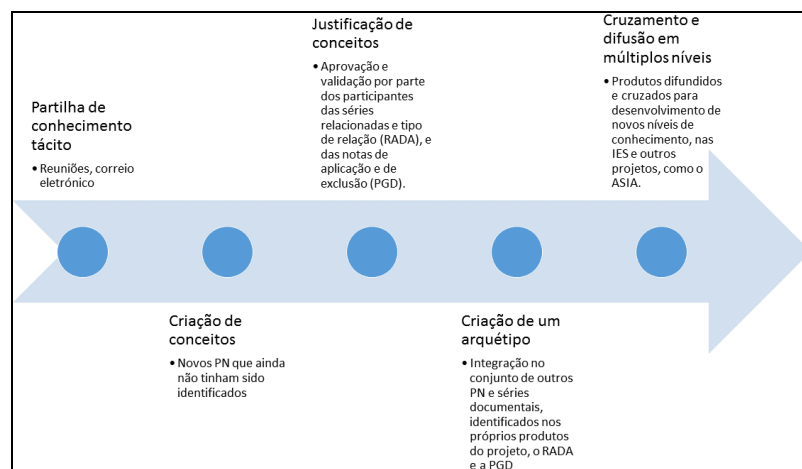 Partilha de
conhecimento
tácito
• Reuniões, correio
eletrónico
Criação de
conceitos
• Novos PN que ainda
não tinham sido
identificados
Justificação de
conceitos
• Aprovação e
validação por parte
dos participantes
das séries
relacionadas e tipo
de relação (RADA), e
das notas de
aplicação e de
exclusão (PGD).
Criação de um
arquétipo
• Integração no
conjunto de outros
PN e séries
documentais,
identificados nos
próprios produtos
do projeto, o RADA
e a PGD
Cruzamento e
difusão em
múltiplos níveis
• Produtos difundidos
e cruzados para
desenvolvimento de
novos níveis de
conhecimento, nas
IES e outros
projetos, como o
ASIA.